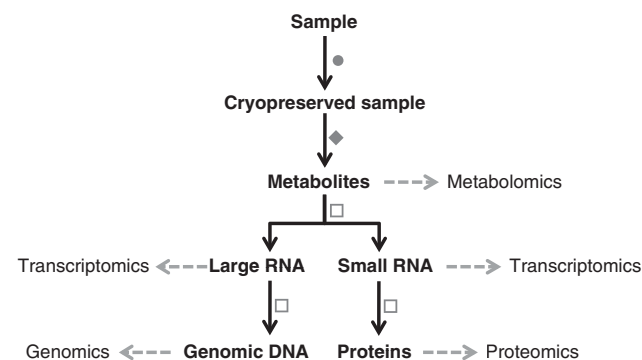 Sample
Cryopreserved sample
Metabolites Metabolomics
Transcriptomics Large RNA Small RNA Transcriptomics
Genomics Genomic DNA Proteins Proteomics